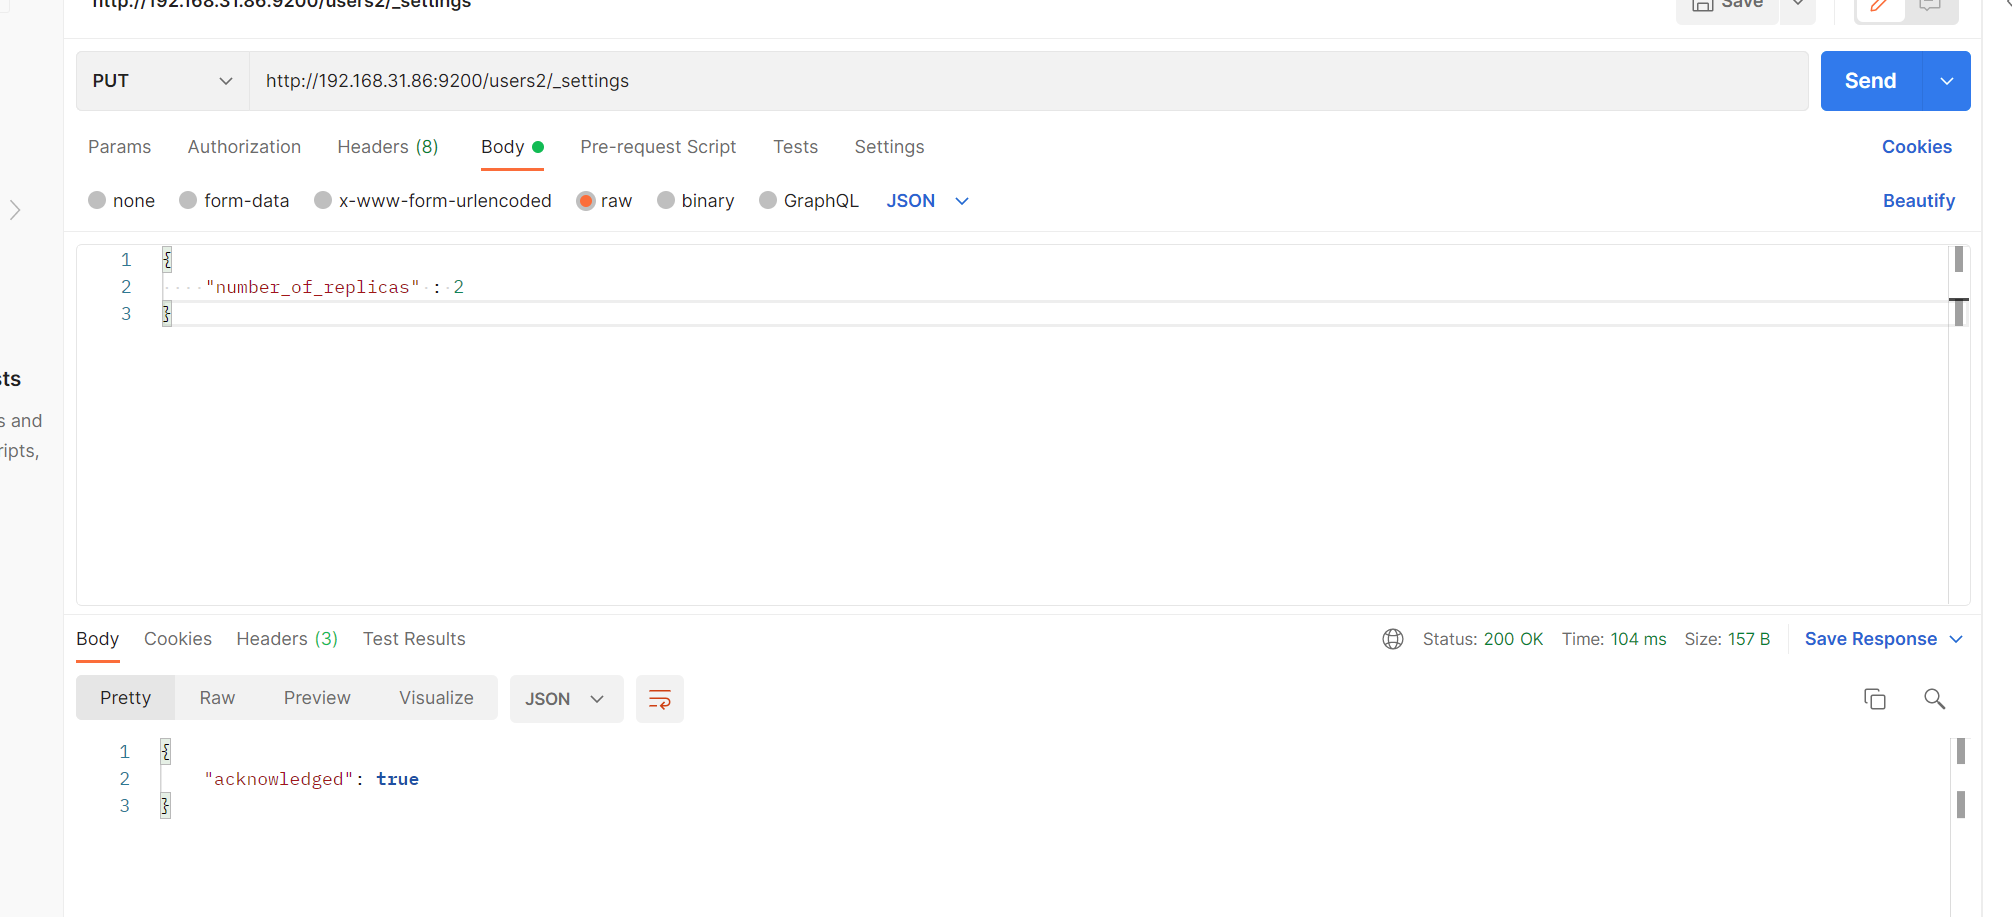 http://192.168.31.86:9200/users2/_settings
Save
PUT
http://192.168.31.86:9200/users2/_settings
Send
Params Authorization Headers (8) Body Pre-request Script Tests Settings Cookies
none form-data x-www-form-urlencoded raw binary GraphQL JSON Beautify
1 {
2 "number_of_replicas" : 2
3 }
s and
Body Cookies Headers (3) Test Results Status: 200 OK Time: 104 ms Size: 157 B Save Response
Pretty Raw Preview Visualize JSON
1 {
2 "acknowledged": true
3 }